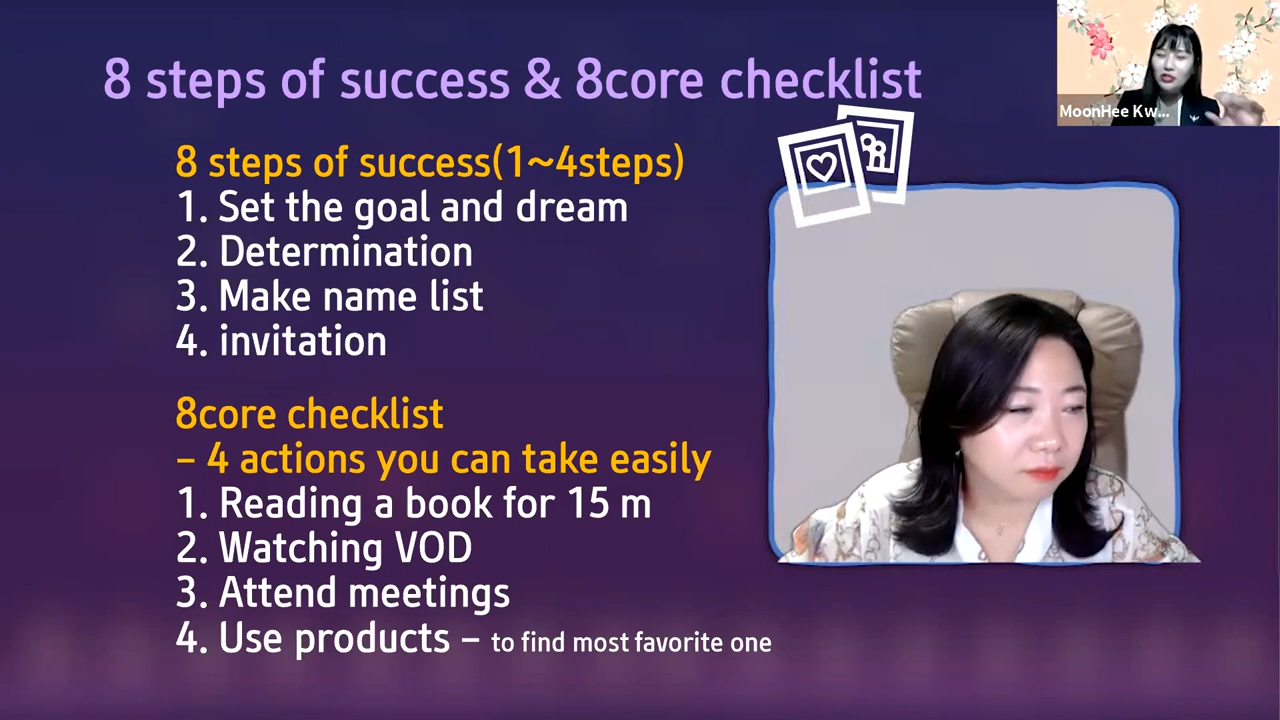 8 steps of success & 8core checklist
MoonHee Kw...
8 steps of success(1~4steps)
1. Set the goal and dream
2. Determination
3. Make name list
4. invitation
8core checklist
– 4 actions you can take easily
1. Reading a book for 15 m
2. Watching VOD
3. Attend meetings
4. Use products – to find most favorite one